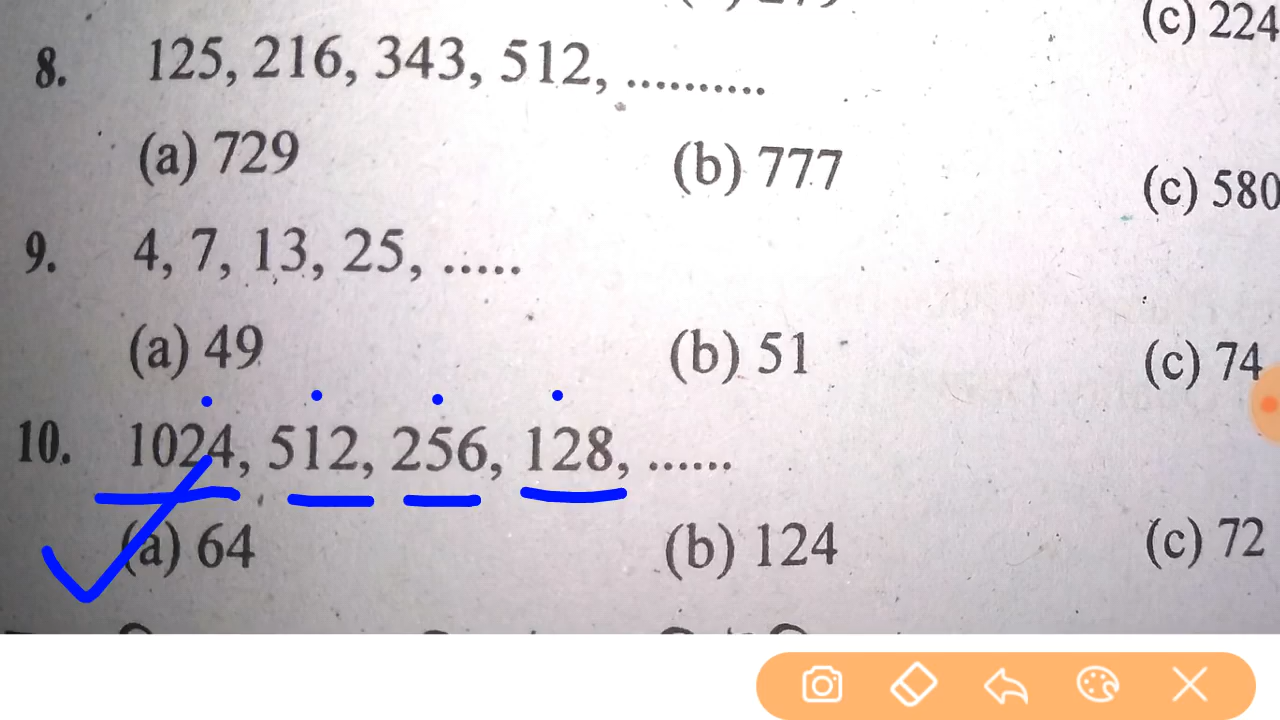 (c) 224
8. 125, 216, 343, 512, ..........
(a) 729 (b) 777 (c) 580
9. 4, 7, 13, 25, .....
(a) 49 (b) 51 (c) 74
10. 1024, 512, 256, 128, ......
(a) 64 (b) 124 (c) 72